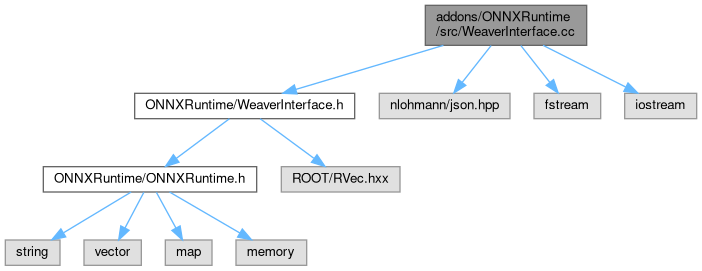 addons/ONNXRuntime
/src/WeaverInterface.cc
ONNXRuntime/WeaverInterface.h
nlohmann/json.hpp
fstream
iostream
ONNXRuntime/ONNXRuntime.h
ROOT/RVec.hxx
string
vector
map
memory